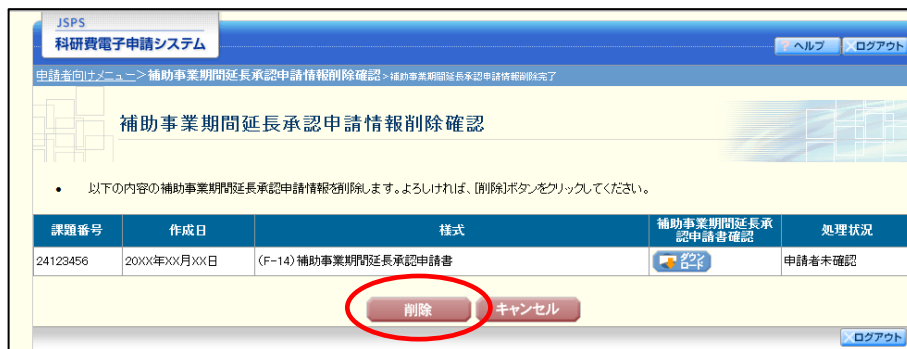 JSPS
科研費電子申請システム
? ヘルプ
ログアウト
申請者向けメニュー>補助事業期間延長承認申請情報削除確認>補助事業期間延長承認申請情報削除完了
補助事業期間延長承認申請情報削除確認
• 以下の内容の補助事業期間延長承認申請情報を削除します。よろしければ、[削除]ボタンをクリックしてください。
課題番号 作成日 様式 補助事業期間延長承認申請書確認 処理状況
24123456 20XX年XX月XX日 (F-14)補助事業期間延長承認申請書 ダウンロード 申請者未確認
削除 キャンセル
ログアウト